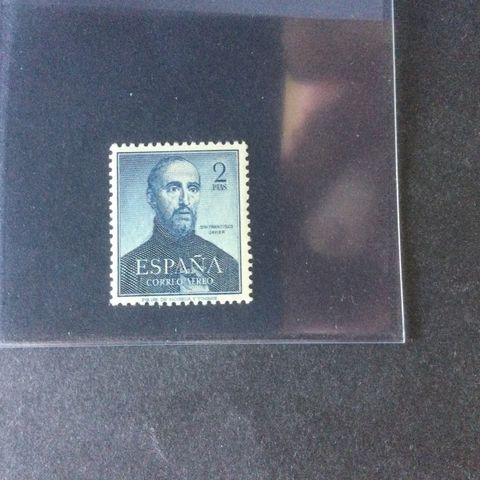 2
PTAS
SAN FRANCISCO
JAVIER
ESPAÑA
CORREO AEREO